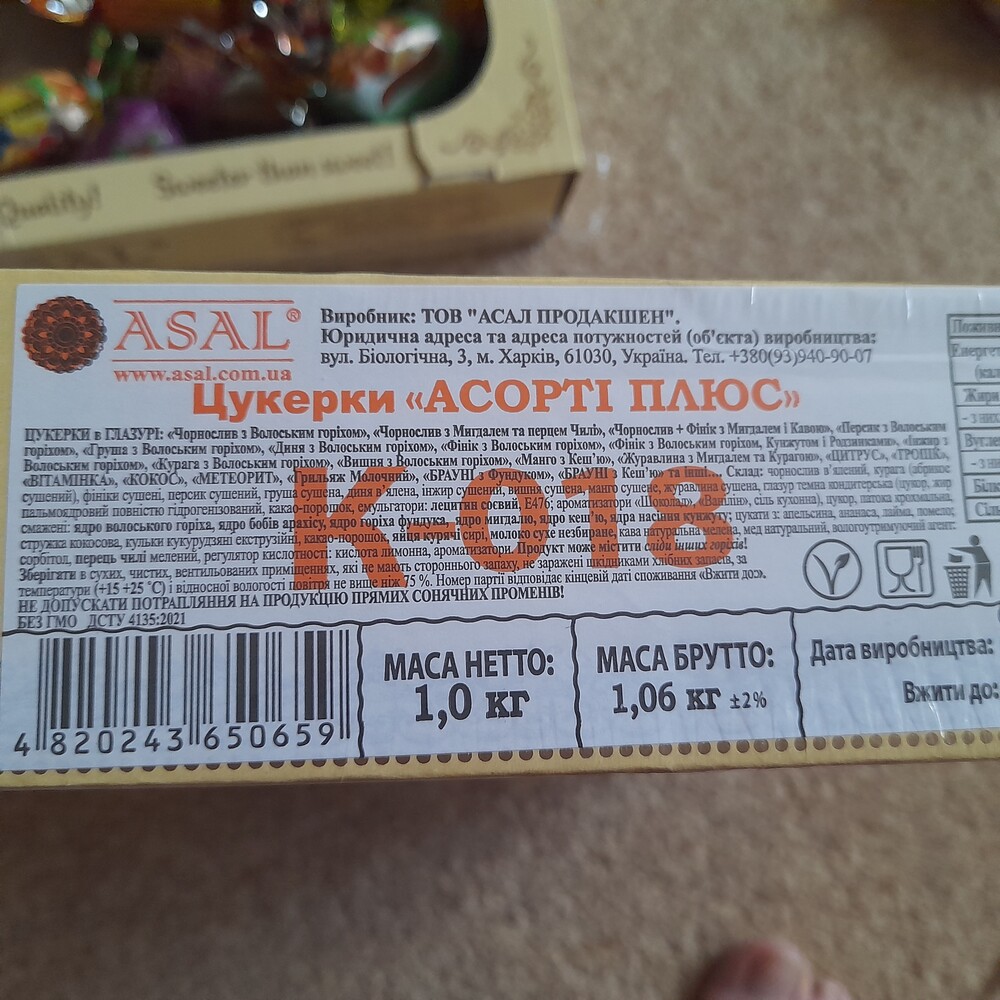 Quality! Sweeter than sweet!
ASAL®
www.asal.com.ua
Виробник: ТОВ "АСАЛ ПРОДАКШЕН".
Юридична адреса та адреса потужностей (об'єкта) виробництва:
вул. Біологічна, 3, м. Харків, 61030, Україна. Тел. +380(93)940-90-07
Цукерки «АСОРТІ ПЛЮС»
ЦУКЕРКИ в ГЛАЗУРІ: «Чорнослив з Волоським горіхом», «Чорнослив з Мигдалем та перцем Чилі», «Чорнослив + Фінік з Мигдалем і Кавою», «Персик з Волоським
горіхом», «Груша з Волоським горіхом», «Диня з Волоським горіхом», «Фінік з Волоським горіхом», «Фінік з Волоським горіхом, Кунжутом і Родзинками», «Інжир з
Волоським горіхом», «Курага з Волоським горіхом», «Вишня з Волоським горіхом», «Манго з Кеш'ю», «Журавлина з Мигдалем та Курагою», «ЦИТРУС», «ТРОПІК»,
«ВІТАМІНКА», «КОКОС», «МЕТЕОРИТ», «Грильяж Молочний», «БРАУНІ з Фундуком», «БРАУНІ з Кеш'ю» та інші. Склад: чорнослив в'ялений, курага (абрикос
сушений), фініки сушені, персик сушений, груша сушена, диня в'ялена, інжир сушений, вишня сушена, манго сушене, журавлина сушена, глазур темна кондитерська (цукор, жир
пальмоядровий повністю гідрогенізований, какао-порошок, емульгатори: лецитин соєвий, E476; ароматизатори «Шоколад», «Ванілін», сіль кухонна), цукор, патока крохмальна,
смажені: ядро волоського горіха, ядро бобів арахісу, ядро горіха фундука, ядро мигдалю, ядро кеш'ю, ядра насіння кунжуту; цукати з: апельсина, ананаса, лайма, помело;
стружка кокосова, кульки кукурудзяні екструзійні, какао-порошок, яйця курячі сирі, молоко сухе незбиране, кава натуральна мелена, мед натуральний, вологоутримуючий агент:
сорбітол, перець чилі мелений, регулятор кислотності: кислота лимонна, ароматизатори. Продукт може містити сліди інших горіхів!
Зберігати в сухих, чистих, вентильованих приміщеннях, які не мають стороннього запаху, не заражені шкідниками хлібних запасів, за
температури (+15 +25 °С) і відносної вологості повітря не вище ніж 75 %. Номер партії відповідає кінцевій даті споживання «Вжити до».
НЕ ДОПУСКАТИ ПОТРАПЛЯННЯ НА ПРОДУКЦІЮ ПРЯМИХ СОНЯЧНИХ ПРОМЕНІВ!
БЕЗ ГМО ДСТУ 4135:2021
К-018
V
4 820243 650659
МАСА НЕТТО:
1,0 кг
МАСА БРУТТО:
1,06 кг ±2%
Дата виробництва:
Вжити до: